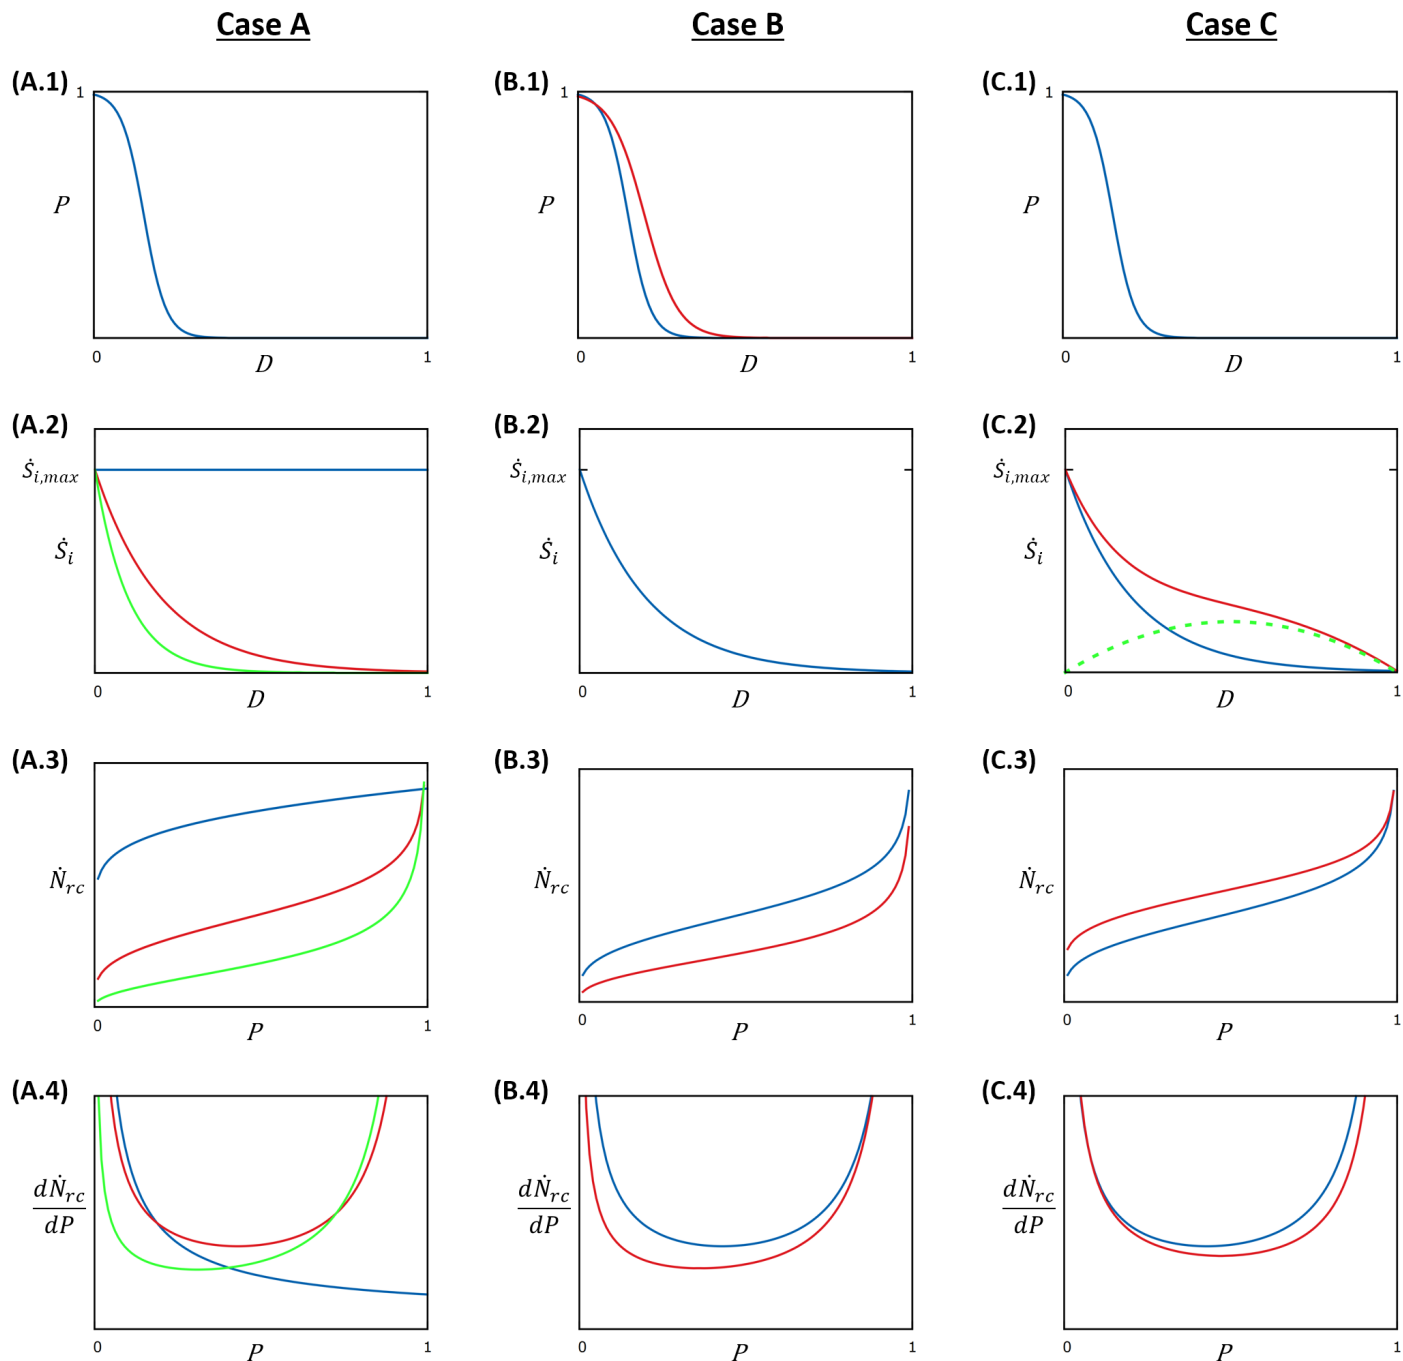 Case A
Case B
Case C
(A.1)
1
P
0
D
1
(B.1)
1
P
0
D
1
(C.1)
1
P
0
D
1
(A.2)
Ṡi,max
Ṡi
0
D
1
(B.2)
Ṡi,max
Ṡi
0
D
1
(C.2)
Ṡi,max
Ṡi
0
D
1
(A.3)
Ṅrc
0
P
1
(B.3)
Ṅrc
0
P
1
(C.3)
Ṅrc
0
P
1
(A.4)
dṄrc
dP
0
P
1
(B.4)
dṄrc
dP
0
P
1
(C.4)
dṄrc
dP
0
P
1